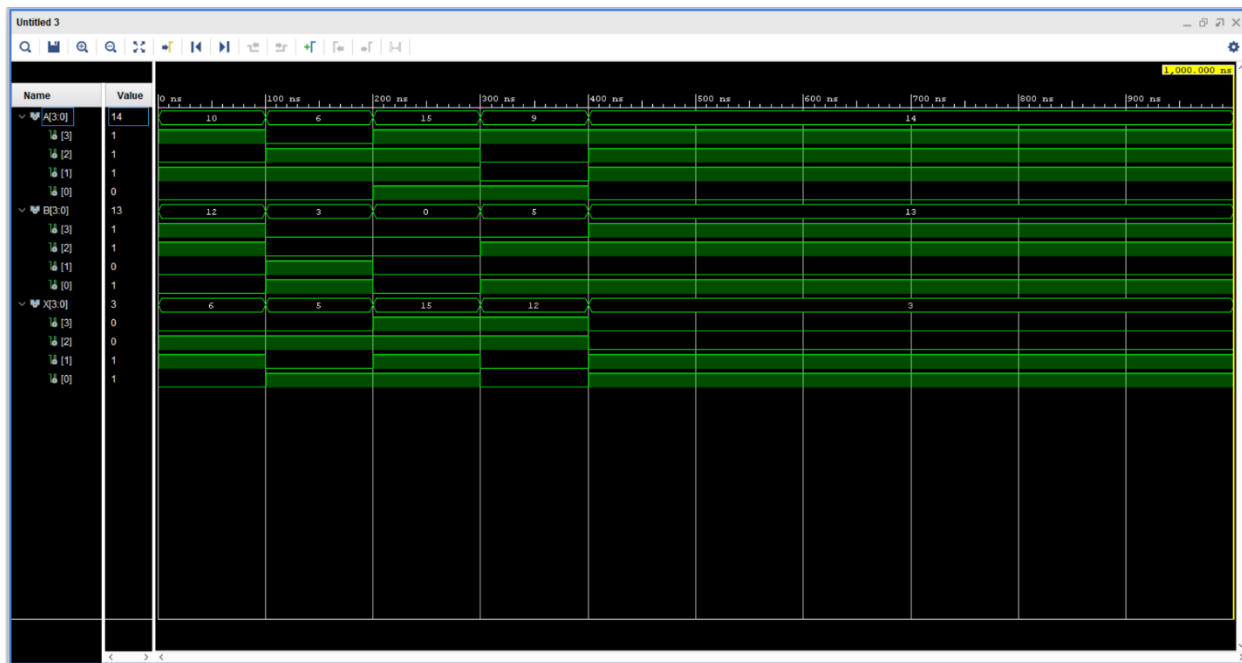 Untitled 3
1,000.000 ns
Name Value 0 ns 100 ns 200 ns 300 ns 400 ns 500 ns 600 ns 700 ns 800 ns 900 ns
A[3:0] 14 10 6 15 9 14
[3] 1
[2] 1
[1] 1
[0] 0
B[3:0] 13 12 3 0 5 13
[3] 1
[2] 1
[1] 0
[0] 1
X[3:0] 3 6 5 15 12 3
[3] 0
[2] 0
[1] 1
[0] 1